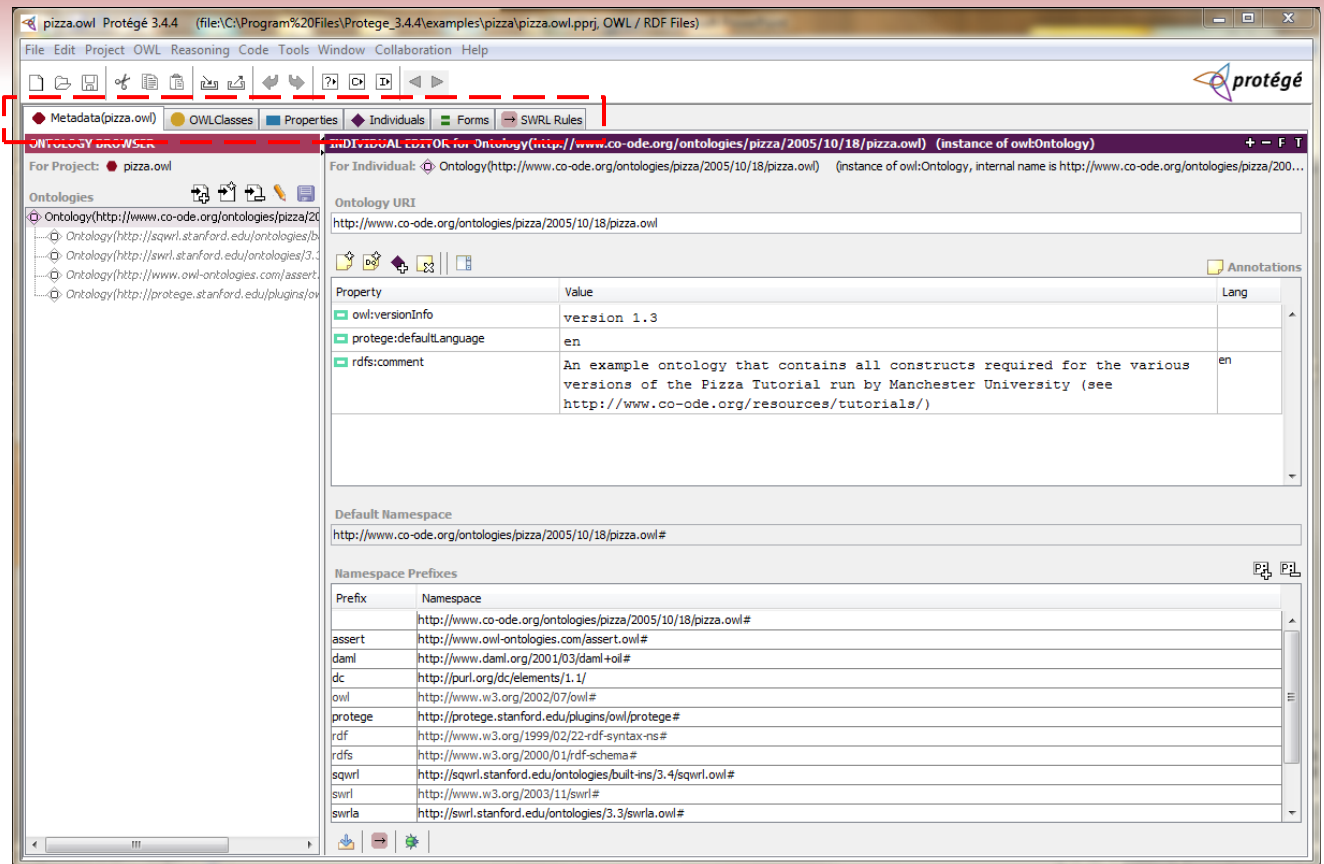 pizza.owl Protégé 3.4.4 (file:\C:\Program%20Files\Protege_3.4.4\examples\pizza\pizza.owl.pprj, OWL / RDF Files)
File Edit Project OWL Reasoning Code Tools Window Collaboration Help
protégé
Metadata(pizza.owl) OWLClasses Properties Individuals Forms SWRL Rules
ONTOLOGY BROWSER
For Project: pizza.owl
Ontologies
Ontology(http://www.co-ode.org/ontologies/pizza/20
Ontology(http://sqwrl.stanford.edu/ontologies/b
Ontology(http://swrl.stanford.edu/ontologies/3.3
Ontology(http://www.owl-ontologies.com/assert.
Ontology(http://protege.stanford.edu/plugins/ow
INDIVIDUAL EDITOR for Ontology(http://www.co-ode.org/ontologies/pizza/2005/10/18/pizza.owl) (instance of owl:Ontology) + - F T
For Individual: Ontology(http://www.co-ode.org/ontologies/pizza/2005/10/18/pizza.owl) (instance of owl:Ontology, internal name is http://www.co-ode.org/ontologies/pizza/200...
Ontology URI
http://www.co-ode.org/ontologies/pizza/2005/10/18/pizza.owl
Annotations
Property Value Lang
owl:versionInfo version 1.3
protege:defaultLanguage en
rdfs:comment An example ontology that contains all constructs required for the various en
versions of the Pizza Tutorial run by Manchester University (see
http://www.co-ode.org/resources/tutorials/)
Default Namespace
http://www.co-ode.org/ontologies/pizza/2005/10/18/pizza.owl#
Namespace Prefixes
Prefix Namespace
http://www.co-ode.org/ontologies/pizza/2005/10/18/pizza.owl#
assert http://www.owl-ontologies.com/assert.owl#
daml http://www.daml.org/2001/03/daml+oil#
dc http://purl.org/dc/elements/1.1/
owl http://www.w3.org/2002/07/owl#
protege http://protege.stanford.edu/plugins/owl/protege#
rdf http://www.w3.org/1999/02/22-rdf-syntax-ns#
rdfs http://www.w3.org/2000/01/rdf-schema#
sqwrl http://sqwrl.stanford.edu/ontologies/built-ins/3.4/sqwrl.owl#
swrl http://www.w3.org/2003/11/swrl#
swrla http://swrl.stanford.edu/ontologies/3.3/swrla.owl#